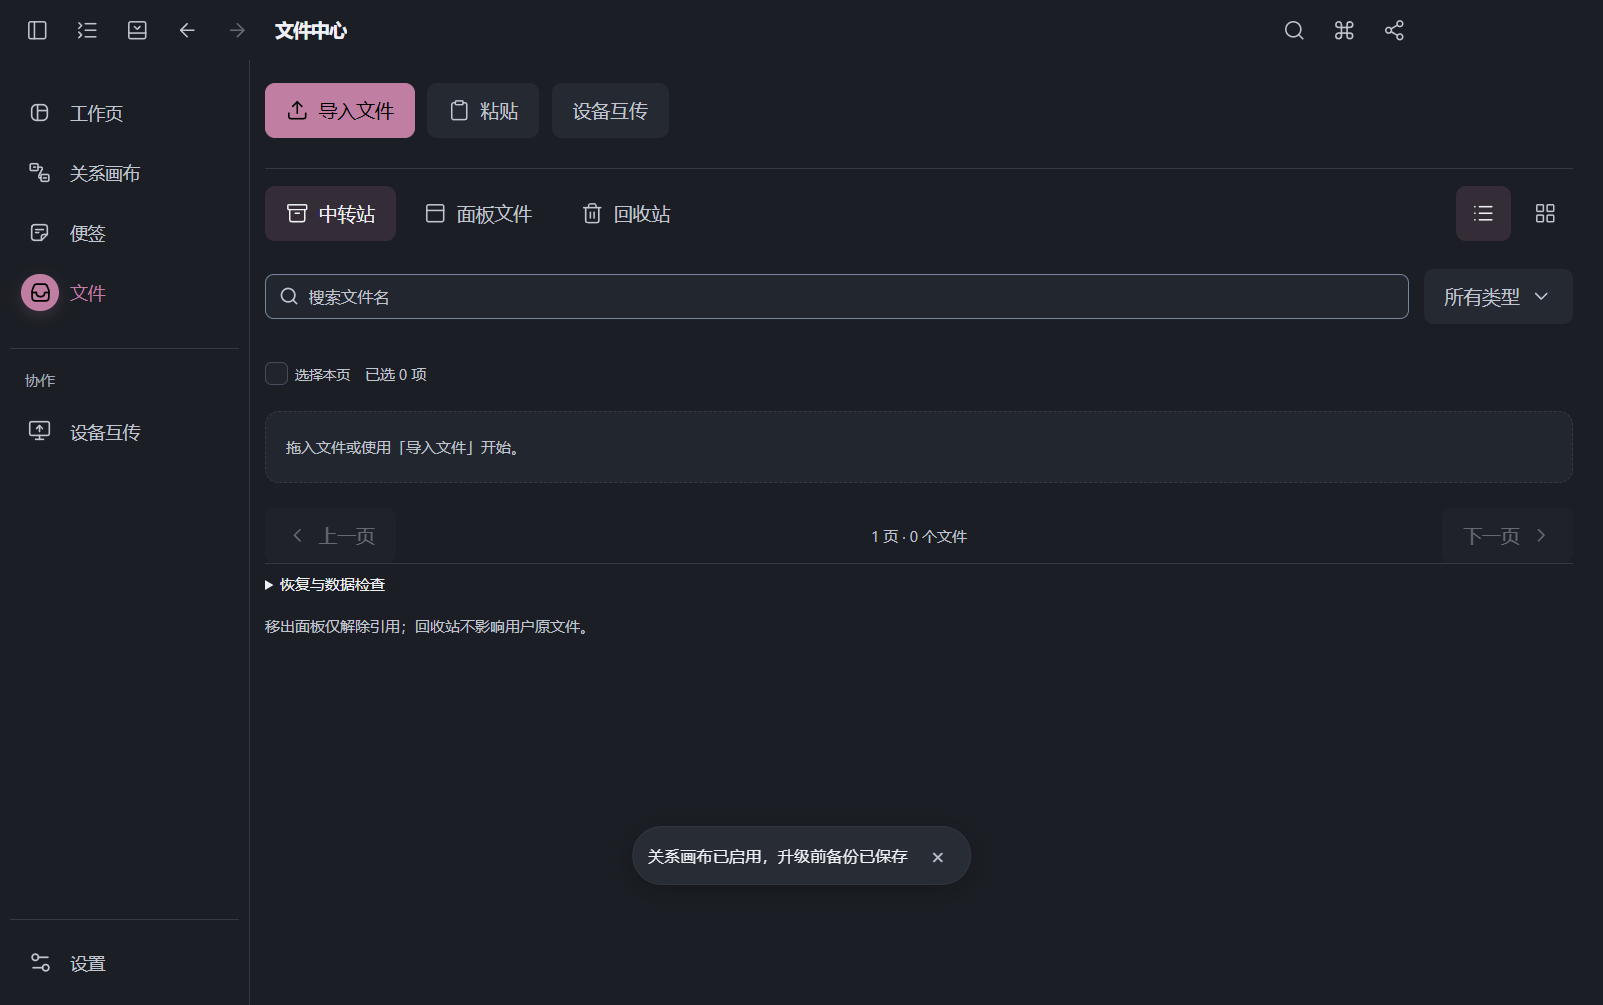 文件中心
工作页
关系画布
便签
文件
协作
设备互传
设置
导入文件
粘贴
设备互传
中转站
面板文件
回收站
搜索文件名
所有类型
选择本页 已选 0 项
拖入文件或使用「导入文件」开始。
上一页
1 页 · 0 个文件
下一页
恢复与数据检查
移出面板仅解除引用；回收站不影响用户原文件。
关系画布已启用，升级前备份已保存